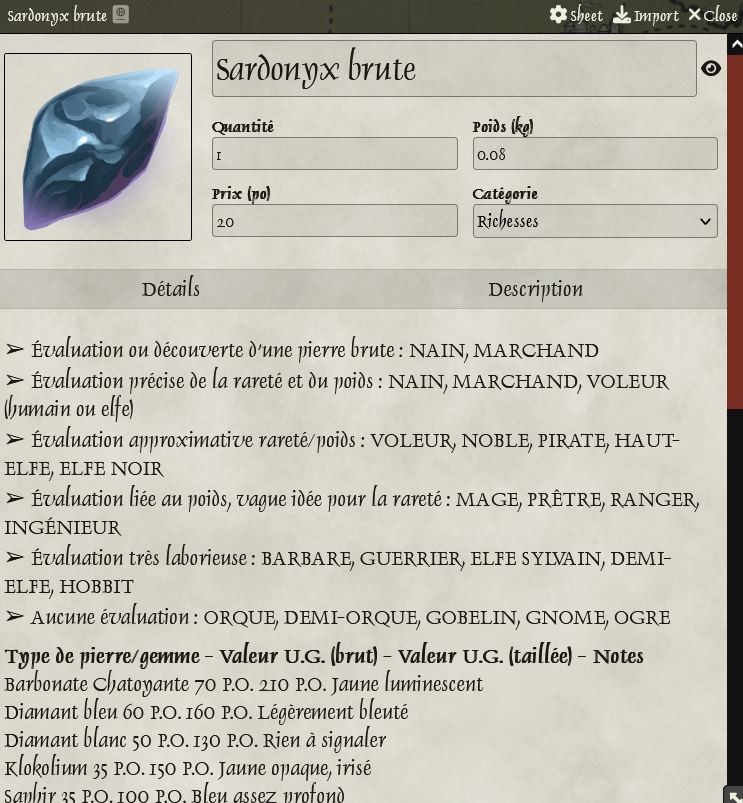 Sardonyx brute
Sheet Import Close
Sardonyx brute
Quantité Poids (kg)
1 0.08
Prix (po) Catégorie
20 Richesses
Détails Description
➢ Évaluation ou découverte d'une pierre brute : NAIN, MARCHAND
➢ Évaluation précise de la rareté et du poids : NAIN, MARCHAND, VOLEUR
(humain ou elfe)
➢ Évaluation approximative rareté/poids : VOLEUR, NOBLE, PIRATE, HAUT-
ELFE, ELFE NOIR
➢ Évaluation liée au poids, vague idée pour la rareté : MAGE, PRÊTRE, RANGER,
INGÉNIEUR
➢ Évaluation très laborieuse : BARBARE, GUERRIER, ELFE SYLVAIN, DEMI-
ELFE, HOBBIT
➢ Aucune évaluation : ORQUE, DEMI-ORQUE, GOBELIN, GNOME, OGRE
Type de pierre/gemme – Valeur U.G. (brut) – Valeur U.G. (taillée) – Notes
Barbonate Chatoyante 70 P.O. 210 P.O. Jaune luminescent
Diamant bleu 60 P.O. 160 P.O. Légèrement bleuté
Diamant blanc 50 P.O. 130 P.O. Rien à signaler
Klokolium 35 P.O. 150 P.O. Jaune opaque, irisé
Saphir 35 P.O. 100 P.O. Bleu assez profond